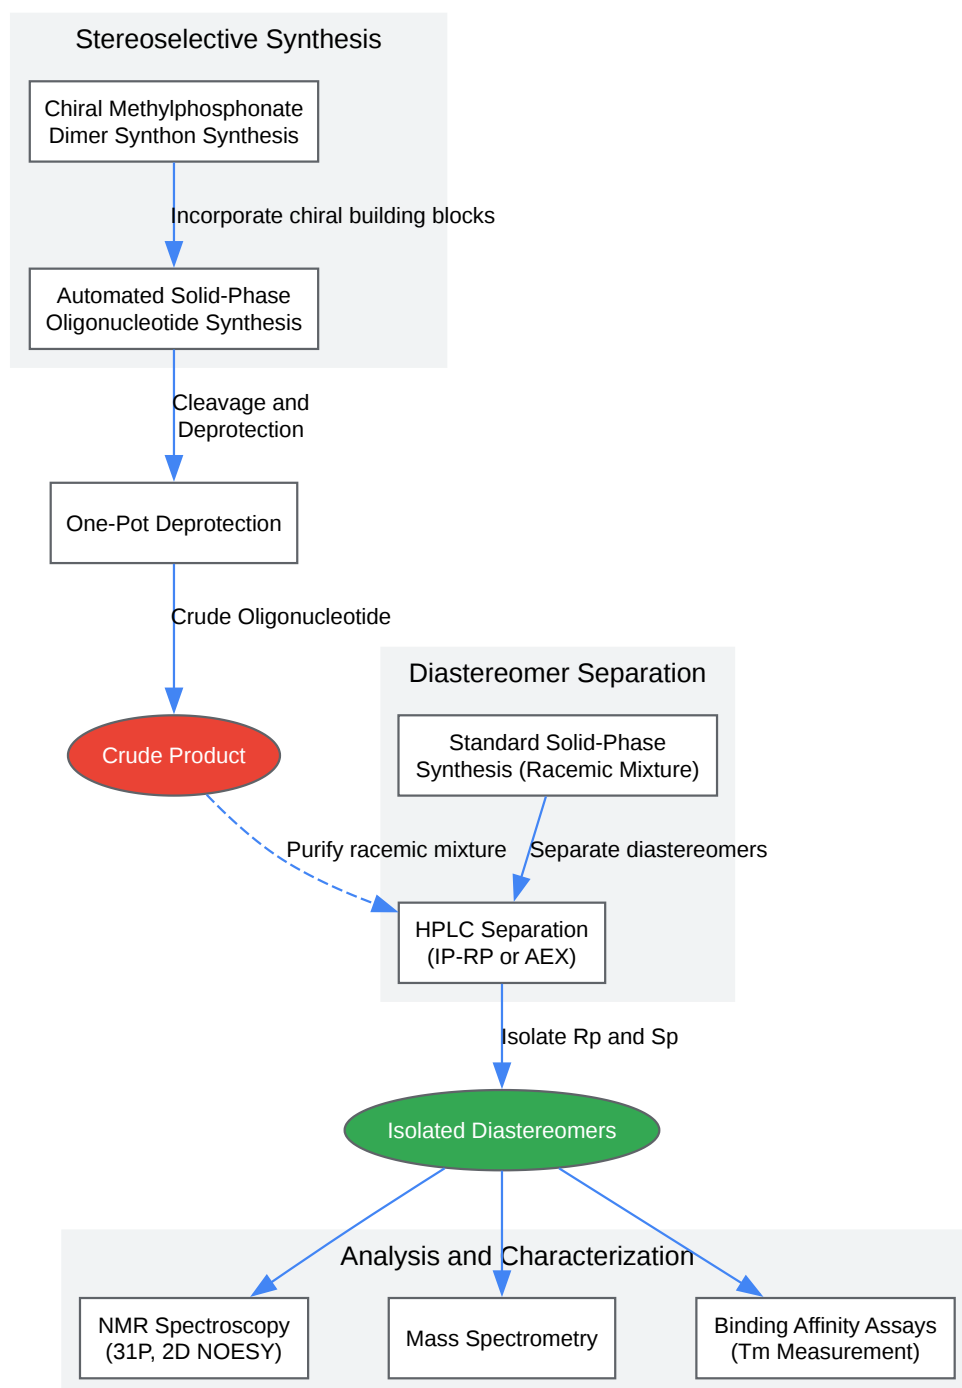 Stereoselective Synthesis
Chiral Methylphosphonate
Dimer Synthon Synthesis
Incorporate chiral building blocks
Automated Solid-Phase
Oligonucleotide Synthesis
Cleavage and
Deprotection
One-Pot Deprotection
Crude Oligonucleotide
Diastereomer Separation
Crude Product
Standard Solid-Phase
Synthesis (Racemic Mixture)
Purify racemic mixture
Separate diastereomers
HPLC Separation
(IP-RP or AEX)
Isolate Rp and Sp
Isolated Diastereomers
Analysis and Characterization
NMR Spectroscopy
(31P, 2D NOESY)
Mass Spectrometry
Binding Affinity Assays
(Tm Measurement)